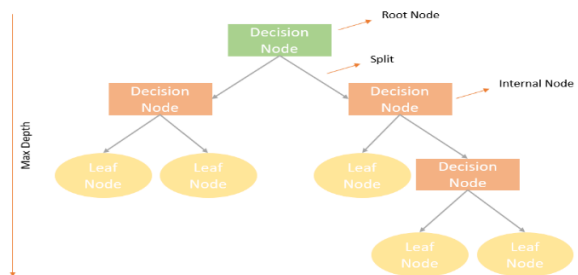 Root Node
Decision
Node
Split
Decision
Node
Decision
Node
Internal Node
Max Depth
Leaf
Node
Leaf
Node
Leaf
Node
Decision
Node
Leaf
Node
Leaf
Node